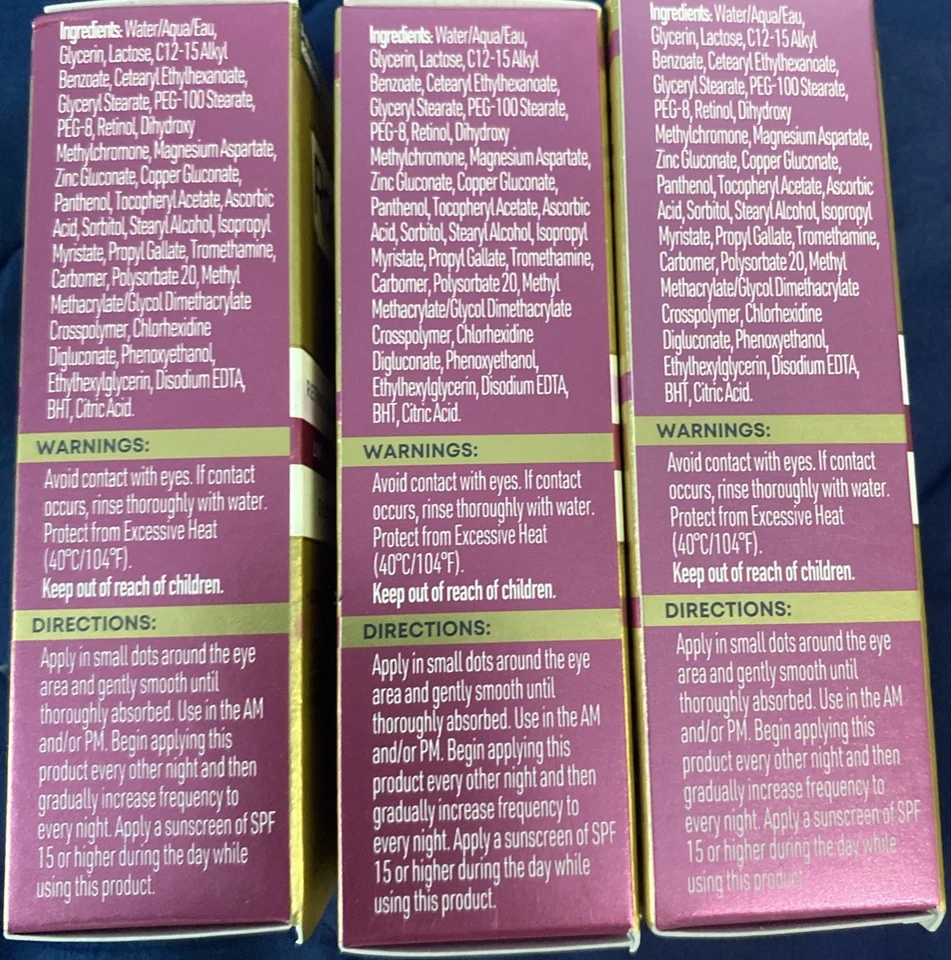 Ingredients: Water/Aqua/Eau,
Glycerin, Lactose, C12-15 Alkyl
Benzoate, Cetearyl Ethylhexanoate,
Glyceryl Stearate, PEG-100 Stearate,
PEG-8, Retinol, Dihydroxy
Methylchromone, Magnesium Aspartate,
Zinc Gluconate, Copper Gluconate,
Panthenol, Tocopheryl Acetate, Ascorbic
Acid, Sorbitol, Stearyl Alcohol, Isopropyl
Myristate, Propyl Gallate, Tromethamine,
Carbomer, Polysorbate 20, Methyl
Methacrylate/Glycol Dimethacrylate
Crosspolymer, Chlorhexidine
Digluconate, Phenoxyethanol,
Ethylhexylglycerin, Disodium EDTA,
BHT, Citric Acid.
WARNINGS:
Avoid contact with eyes. If contact
occurs, rinse thoroughly with water.
Protect from Excessive Heat
(40°C/104°F).
Keep out of reach of children.
DIRECTIONS:
Apply in small dots around the eye
area and gently smooth until
thoroughly absorbed. Use in the AM
and/or PM. Begin applying this
product every other night and then
gradually increase frequency to
every night. Apply a sunscreen of SPF
15 or higher during the day while
using this product.
Ingredients: Water/Aqua/Eau,
Glycerin, Lactose, C12-15 Alkyl
Benzoate, Cetearyl Ethylhexanoate,
Glyceryl Stearate, PEG-100 Stearate,
PEG-8, Retinol, Dihydroxy
Methylchromone, Magnesium Aspartate,
Zinc Gluconate, Copper Gluconate,
Panthenol, Tocopheryl Acetate, Ascorbic
Acid, Sorbitol, Stearyl Alcohol, Isopropyl
Myristate, Propyl Gallate, Tromethamine,
Carbomer, Polysorbate 20, Methyl
Methacrylate/Glycol Dimethacrylate
Crosspolymer, Chlorhexidine
Digluconate, Phenoxyethanol,
Ethylhexylglycerin, Disodium EDTA,
BHT, Citric Acid.
WARNINGS:
Avoid contact with eyes. If contact
occurs, rinse thoroughly with water.
Protect from Excessive Heat
(40°C/104°F).
Keep out of reach of children.
DIRECTIONS:
Apply in small dots around the eye
area and gently smooth until
thoroughly absorbed. Use in the AM
and/or PM. Begin applying this
product every other night and then
gradually increase frequency to
every night. Apply a sunscreen of SPF
15 or higher during the day while
using this product.
Ingredients: Water/Aqua/Eau,
Glycerin, Lactose, C12-15 Alkyl
Benzoate, Cetearyl Ethylhexanoate,
Glyceryl Stearate, PEG-100 Stearate,
PEG-8, Retinol, Dihydroxy
Methylchromone, Magnesium Aspartate,
Zinc Gluconate, Copper Gluconate,
Panthenol, Tocopheryl Acetate, Ascorbic
Acid, Sorbitol, Stearyl Alcohol, Isopropyl
Myristate, Propyl Gallate, Tromethamine,
Carbomer, Polysorbate 20, Methyl
Methacrylate/Glycol Dimethacrylate
Crosspolymer, Chlorhexidine
Digluconate, Phenoxyethanol,
Ethylhexylglycerin, Disodium EDTA,
BHT, Citric Acid.
WARNINGS:
Avoid contact with eyes. If contact
occurs, rinse thoroughly with water.
Protect from Excessive Heat
(40°C/104°F).
Keep out of reach of children.
DIRECTIONS:
Apply in small dots around the eye
area and gently smooth until
thoroughly absorbed. Use in the AM
and/or PM. Begin applying this
product every other night and then
gradually increase frequency to
every night. Apply a sunscreen of SPF
15 or higher during the day while
using this product